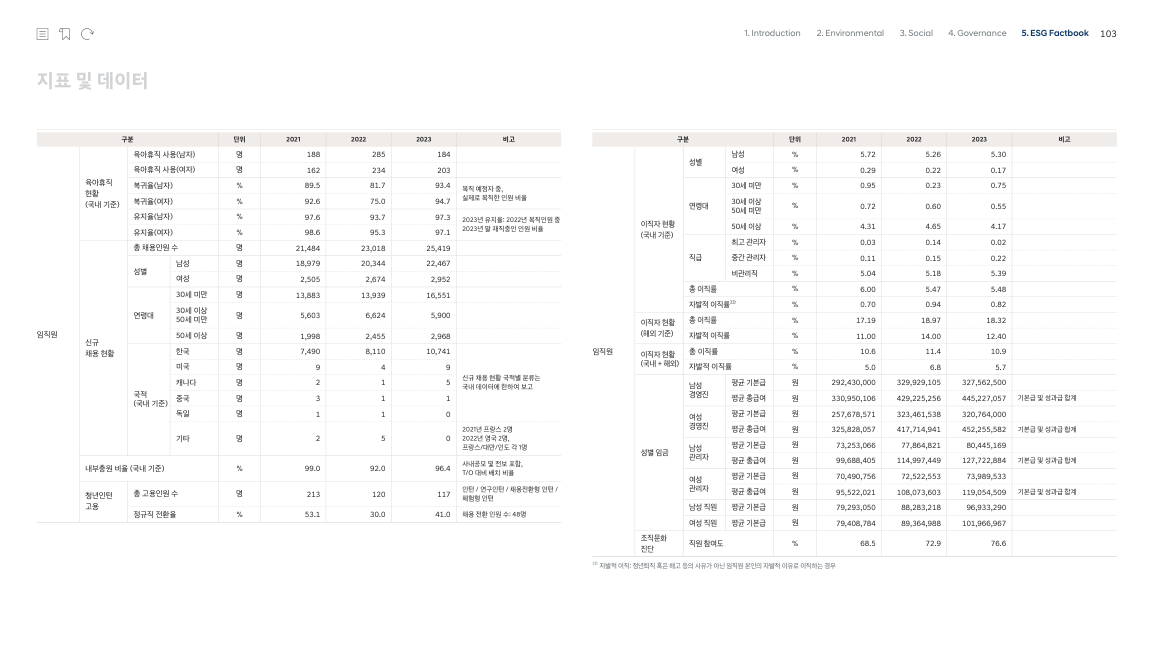 1. Introduction 2. Environmental 3. Social 4. Governance 5. ESG Factbook 103
지표 및 데이터
구분 단위 2021 2022 2023 비고
임직원
육아휴직
현황
(국내 기준)
육아휴직 사용(남자) 명 188 285 184
육아휴직 사용(여자) 명 162 234 203
복귀율(남자) % 89.5 81.7 93.4
복귀율(여자) % 92.6 75.0 94.7
복직 예정자 중,
실제로 복직한 인원 비율
유지율(남자) 명 97.6 93.7 97.3
유지율(여자) 명 98.6 95.3 97.1
2023년 유지율: 2022년 복직인원 중
2023년 말 재직중인 인원 비율
신규
채용 현황
총 채용인원 수 명 21,484 23,018 25,419
성별
남성 명 18,979 20,344 22,467
여성 명 2,505 2,674 2,952
연령대
30세 미만 명 13,883 13,939 16,551
30세 이상
50세 미만 명 5,603 6,624 5,900
50세 이상 명 1,998 2,455 2,968
국적
(국내 기준)
한국 명 7,490 8,110 10,741
미국 명 9 4 9
캐나다 명 2 1 5
중국 명 3 1 1
독일 명 1 1 0
신규 채용 현황 국적별 분류는
국내 데이터에 한하여 보고
기타 명 2 5 0
2021년 프랑스 2명
2022년 영국 2명,
프랑스/대만/인도 각 1명
내부충원 비율 (국내 기준) % 99.0 92.0 96.4
사내공모 및 전보 포함,
T/O 대비 배치 비율
청년인턴
고용
총 고용인원 수 명 213 120 117
인턴 / 연구인턴 / 채용전환형 인턴 /
체험형 인턴
정규직 전환율 % 53.1 30.0 41.0 채용 전환 인원 수: 48명
구분 단위 2021 2022 2023 비고
임직원
이직자 현황
(국내 기준)
성별
남성 % 5.72 5.26 5.30
여성 % 0.29 0.22 0.17
연령대
30세 미만 % 0.95 0.23 0.75
30세 이상
50세 미만 % 0.72 0.60 0.55
50세 이상 % 4.31 4.65 4.17
직급
최고 관리자 % 0.03 0.14 0.02
중간 관리자 % 0.11 0.15 0.22
비관리직 % 5.04 5.18 5.39
총 이직률 % 6.00 5.47 5.48
자발적 이직률¹⁾ % 0.70 0.94 0.82
이직자 현황
(해외 기준)
총 이직률 % 17.19 18.97 18.32
자발적 이직률 % 11.00 14.00 12.40
이직자 현황
(국내 + 해외)
총 이직률 % 10.6 11.4 10.9
자발적 이직률 % 5.0 6.8 5.7
성별 임금
남성
경영진
평균 기본급 원 292,430,000 329,929,105 327,562,500
평균 총급여 원 330,950,106 429,225,256 445,227,057 기본급 및 성과급 합계
여성
경영진
평균 기본급 원 257,678,571 323,461,538 320,764,000
평균 총급여 원 325,828,057 417,714,941 452,255,582 기본급 및 성과급 합계
남성
관리자
평균 기본급 원 73,253,066 77,864,821 80,445,169
평균 총급여 원 99,688,405 114,997,449 127,722,884 기본급 및 성과급 합계
여성
관리자
평균 기본급 원 70,490,756 72,522,553 73,989,533
평균 총급여 원 95,522,021 108,073,603 119,054,509 기본급 및 성과급 합계
남성 직원 평균 기본급 원 79,293,050 88,283,218 96,933,290
여성 직원 평균 기본급 원 79,408,784 89,364,988 101,966,967
조직문화
진단
직원 참여도 % 68.5 72.9 76.6
¹⁾ 자발적 이직: 정년퇴직 혹은 해고 등의 사유가 아닌 임직원 본인의 자발적 이유로 이직하는 경우